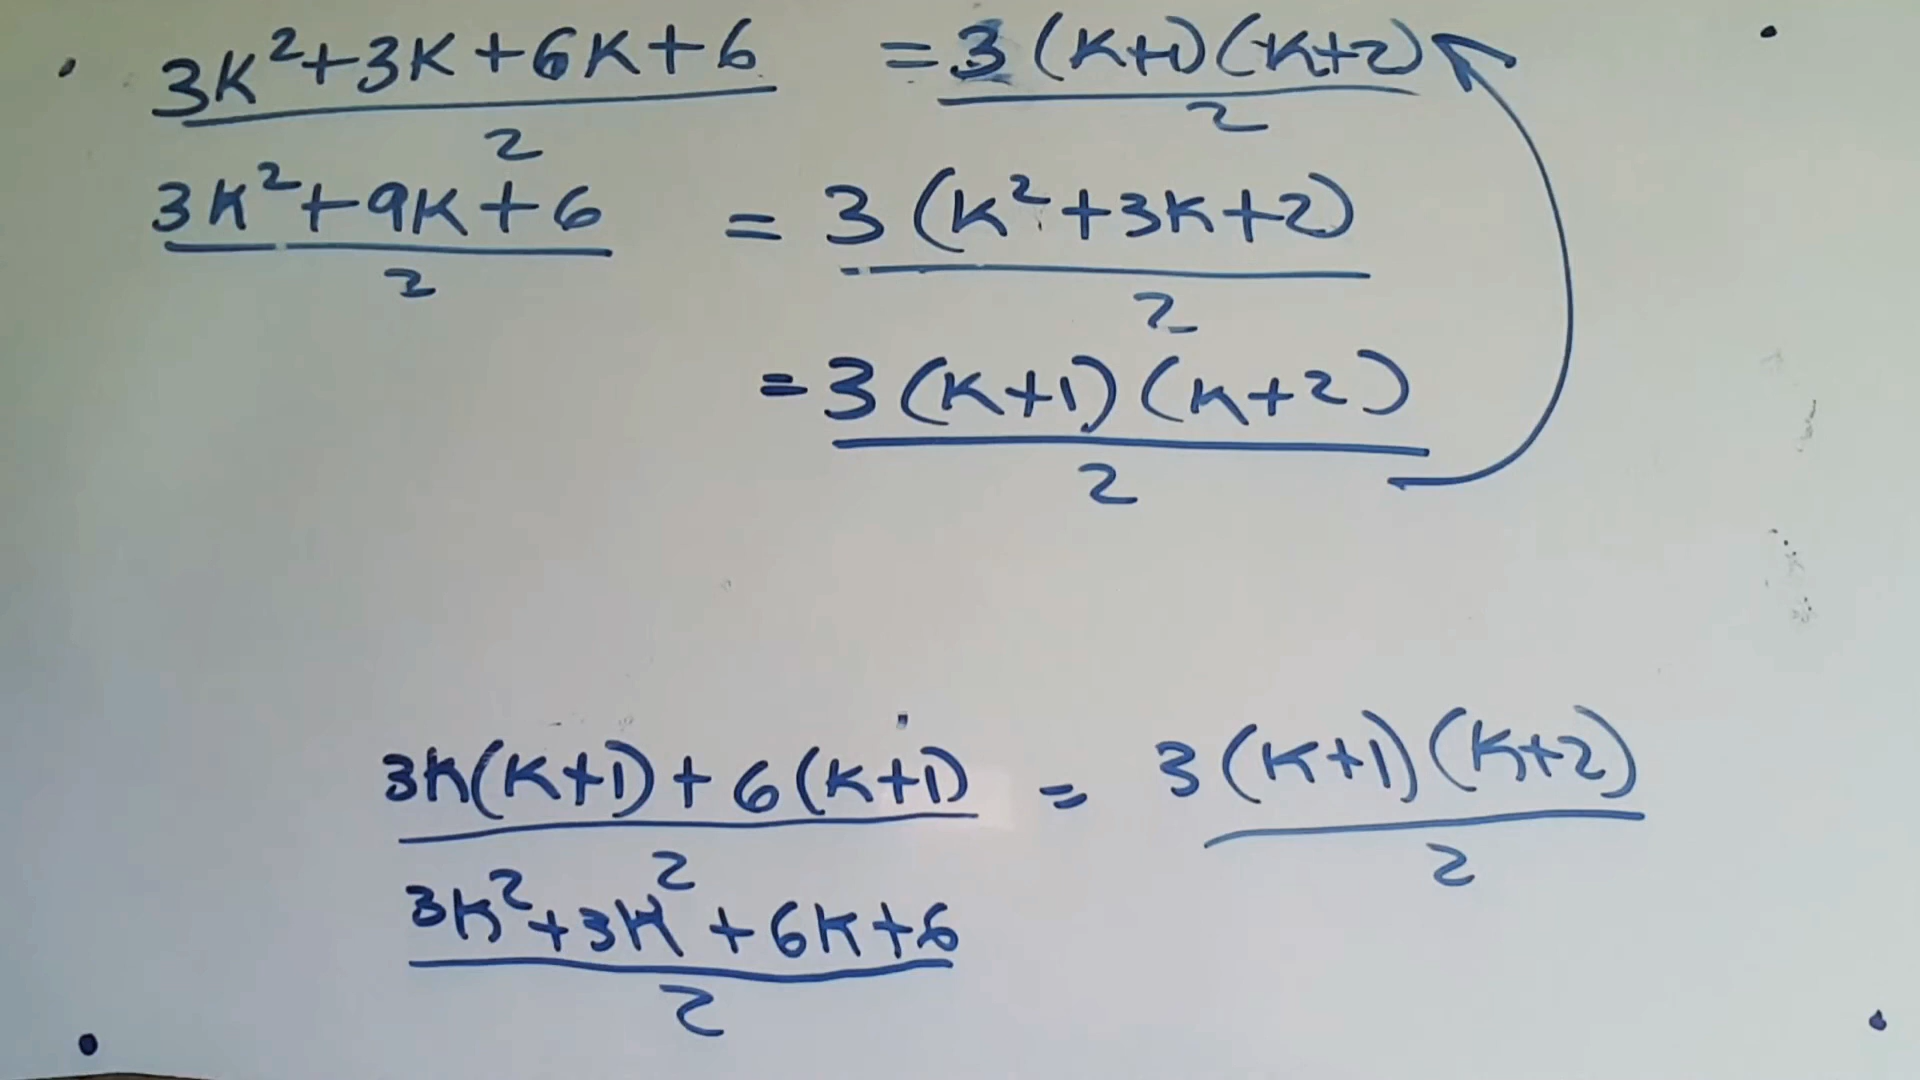 3K²+3K+6K+6 = 3(K+1)(K+2)
2 2
3K²+9K+6 = 3(K²+3K+2)
2 2
= 3(K+1)(K+2)
2
3K(K+1)+6(K+1) = 3(K+1)(K+2)
2 2
3K²+3K+6K+6
2